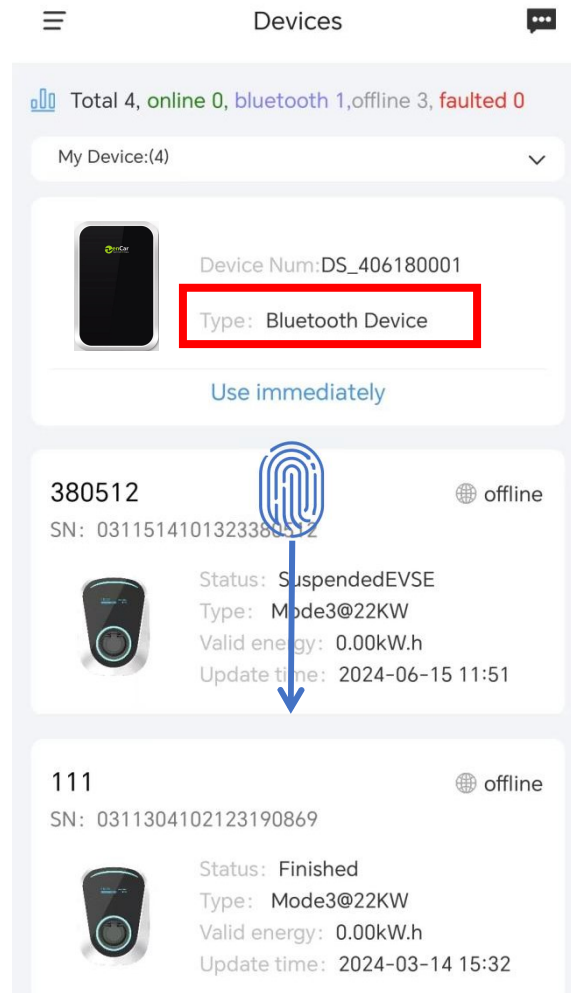 Devices
Total 4, online 0, bluetooth 1,offline 3, faulted 0
My Device:(4)
Device Num:DS_406180001
Type: Bluetooth Device
Use immediately
380512
offline
SN: 0311514101323380512
Status: SuspendedEVSE
Type: Mode3@22KW
Valid energy: 0.00kW.h
Update time: 2024-06-15 11:51
111
offline
SN: 0311304102123190869
Status: Finished
Type: Mode3@22KW
Valid energy: 0.00kW.h
Update time: 2024-03-14 15:32